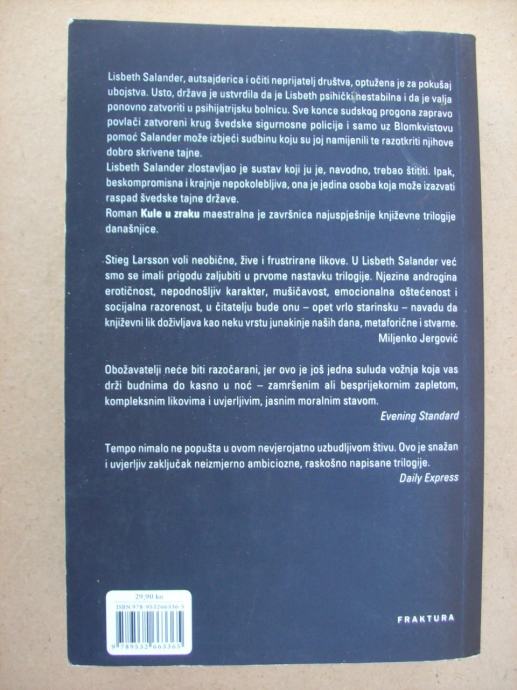 Lisbeth Salander, autsajderica i očiti neprijatelj društva, optužena je za pokušaj
ubojstva. Usto, država je ustvrdila da je Lisbeth psihički nestabilna i da je valja
ponovno zatvoriti u psihijatrijsku bolnicu. Sve konce sudskog progona zapravo
povlači zatvoreni krug švedske sigurnosne policije i samo uz Blomkvistovu
pomoć Salander može izbjeći sudbinu koju su joj namijenili te razotkriti njihove
dobro skrivene tajne.
Lisbeth Salander zlostavljao je sustav koji ju je, navodno, trebao štititi. Ipak,
beskompromisna i krajnje nepokolebljiva, ona je jedina osoba koja može izazvati
raspad švedske tajne države.
Roman Kule u zraku maestralna je završnica najuspješnije književne trilogije
današnjice.
Stieg Larsson voli neobične, žive i frustrirane likove. U Lisbeth Salander već
smo se imali prigodu zaljubiti u prvome nastavku trilogije. Njezina androgina
erotičnost, nepodnošljiv karakter, mušičavost, emocionalna oštećenost i
socijalna razorenost, u čitatelju bude onu – opet vrlo starinsku – navadu da
književni lik doživljava kao neku vrstu junakinje naših dana, metaforične i stvarne.
Miljenko Jergović
Obožavatelji neće biti razočarani, jer ovo je još jedna suluda vožnja koja vas
drži budnima do kasno u noć – zamršenim ali besprijekornim zapletom,
kompleksnim likovima i uvjerljivim, jasnim moralnim stavom.
Evening Standard
Tempo nimalo ne popušta u ovom nevjerojatno uzbudljivom štivu. Ovo je snažan
i uvjerljiv zaključak neizmjerno ambiciozne, raskošno napisane trilogije.
Daily Express
29,90 kn
ISBN 978-953266336-5
9 789532 663365
FRAKTURA